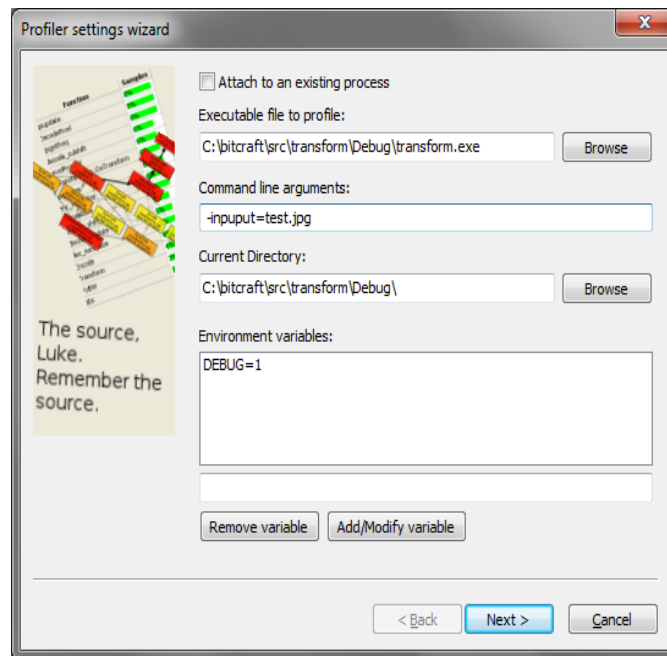 Profiler settings wizard
Function Samples
Attach to an existing process
Executable file to profile:
C:\bitcraft\src\transform\Debug\transform.exe
Browse
Command line arguments:
-inpuput=test.jpg
Current Directory:
C:\bitcraft\src\transform\Debug\
Browse
The source,
Luke.
Remember the
source.
Environment variables:
DEBUG=1
Remove variable
Add/Modify variable
< Back
Next >
Cancel